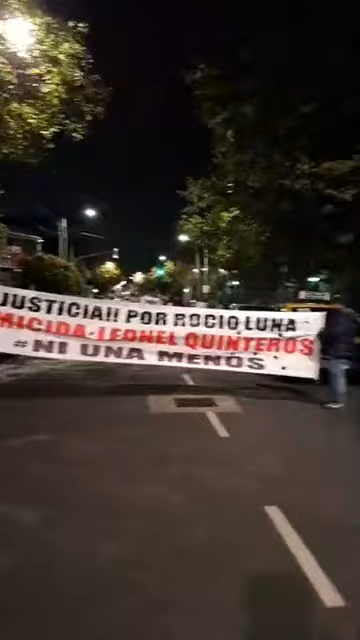 JUSTICIA!! POR ROCIO LUNA
MICIDA-LEONEL QUINTEROS
#NI UNA MENOS